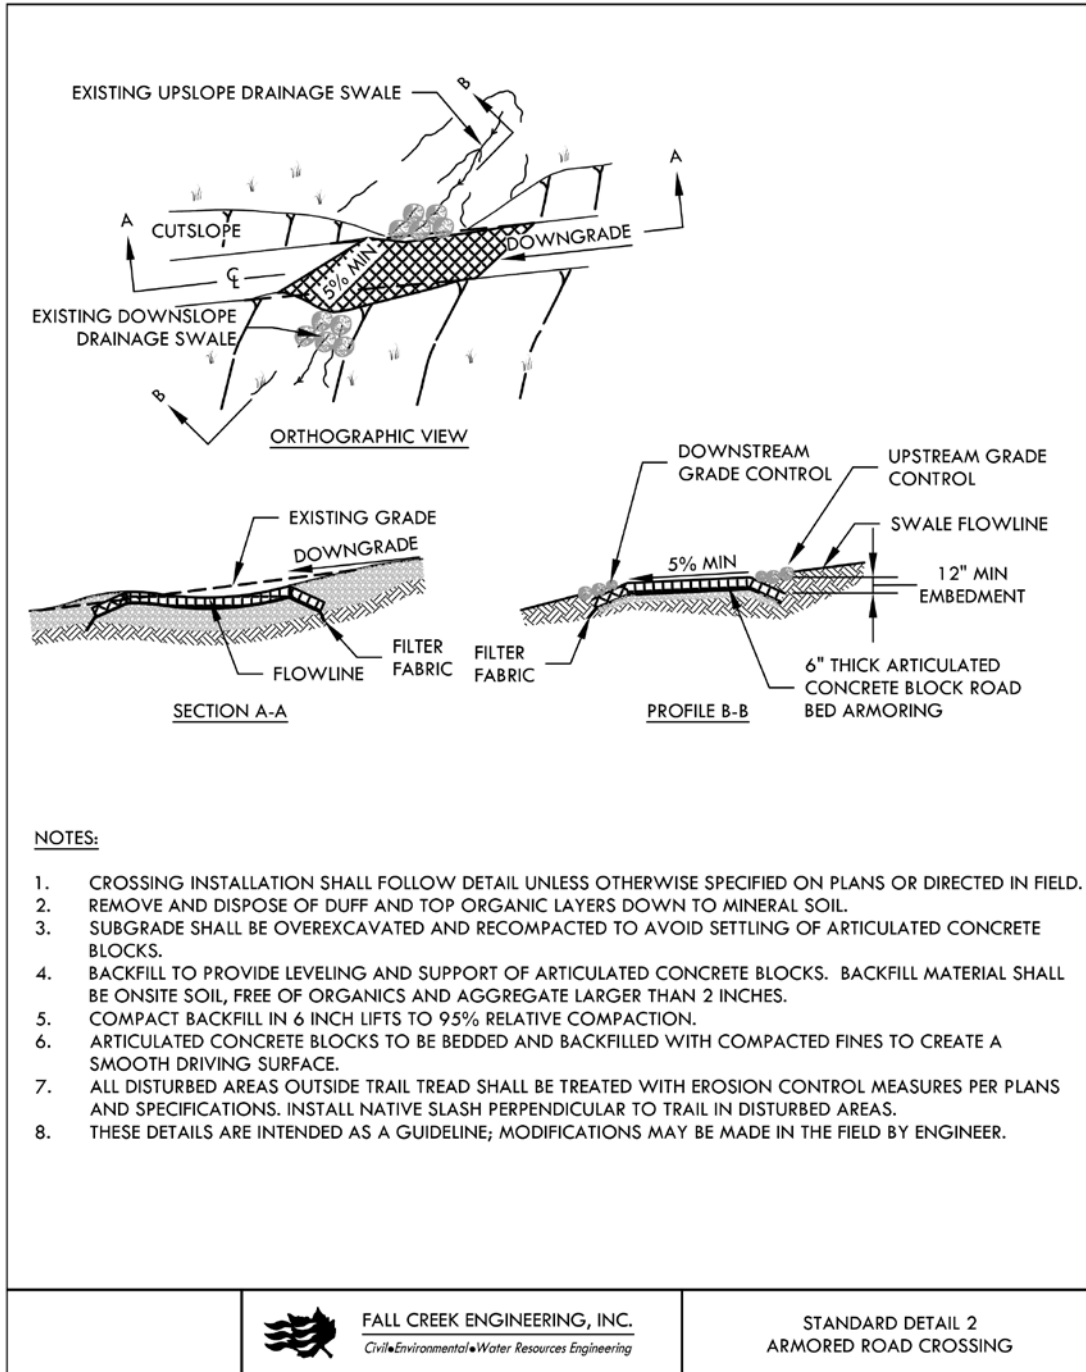 EXISTING UPSLOPE DRAINAGE SWALE
B
A
A
CUTSLOPE
DOWNGRADE
5% MIN
℄
EXISTING DOWNSLOPE
DRAINAGE SWALE
B
ORTHOGRAPHIC VIEW
DOWNSTREAM
GRADE CONTROL
UPSTREAM GRADE
CONTROL
EXISTING GRADE
DOWNGRADE
SWALE FLOWLINE
5% MIN
12" MIN
EMBEDMENT
FILTER
FABRIC
FLOWLINE
FILTER
FABRIC
6" THICK ARTICULATED
CONCRETE BLOCK ROAD
BED ARMORING
SECTION A-A
PROFILE B-B
NOTES:
1. CROSSING INSTALLATION SHALL FOLLOW DETAIL UNLESS OTHERWISE SPECIFIED ON PLANS OR DIRECTED IN FIELD.
2. REMOVE AND DISPOSE OF DUFF AND TOP ORGANIC LAYERS DOWN TO MINERAL SOIL.
3. SUBGRADE SHALL BE OVEREXCAVATED AND RECOMPACTED TO AVOID SETTLING OF ARTICULATED CONCRETE
BLOCKS.
4. BACKFILL TO PROVIDE LEVELING AND SUPPORT OF ARTICULATED CONCRETE BLOCKS. BACKFILL MATERIAL SHALL
BE ONSITE SOIL, FREE OF ORGANICS AND AGGREGATE LARGER THAN 2 INCHES.
5. COMPACT BACKFILL IN 6 INCH LIFTS TO 95% RELATIVE COMPACTION.
6. ARTICULATED CONCRETE BLOCKS TO BE BEDDED AND BACKFILLED WITH COMPACTED FINES TO CREATE A
SMOOTH DRIVING SURFACE.
7. ALL DISTURBED AREAS OUTSIDE TRAIL TREAD SHALL BE TREATED WITH EROSION CONTROL MEASURES PER PLANS
AND SPECIFICATIONS. INSTALL NATIVE SLASH PERPENDICULAR TO TRAIL IN DISTURBED AREAS.
8. THESE DETAILS ARE INTENDED AS A GUIDELINE; MODIFICATIONS MAY BE MADE IN THE FIELD BY ENGINEER.
FALL CREEK ENGINEERING, INC.
Civil•Environmental•Water Resources Engineering
STANDARD DETAIL 2
ARMORED ROAD CROSSING